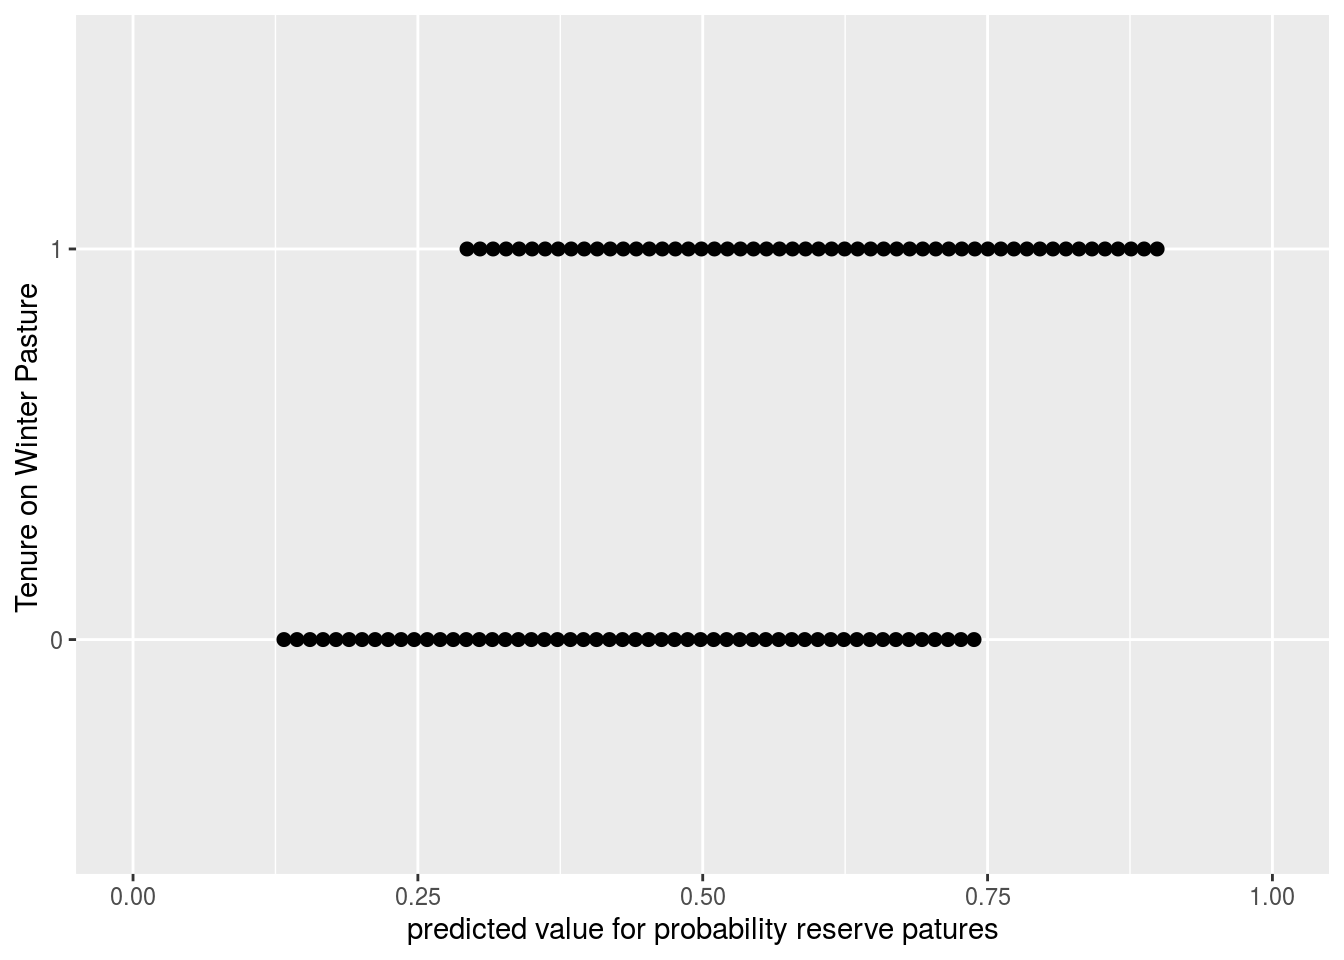 Tenure on Winter Pasture
1
0
0.00 0.25 0.50 0.75 1.00
predicted value for probability reserve patures